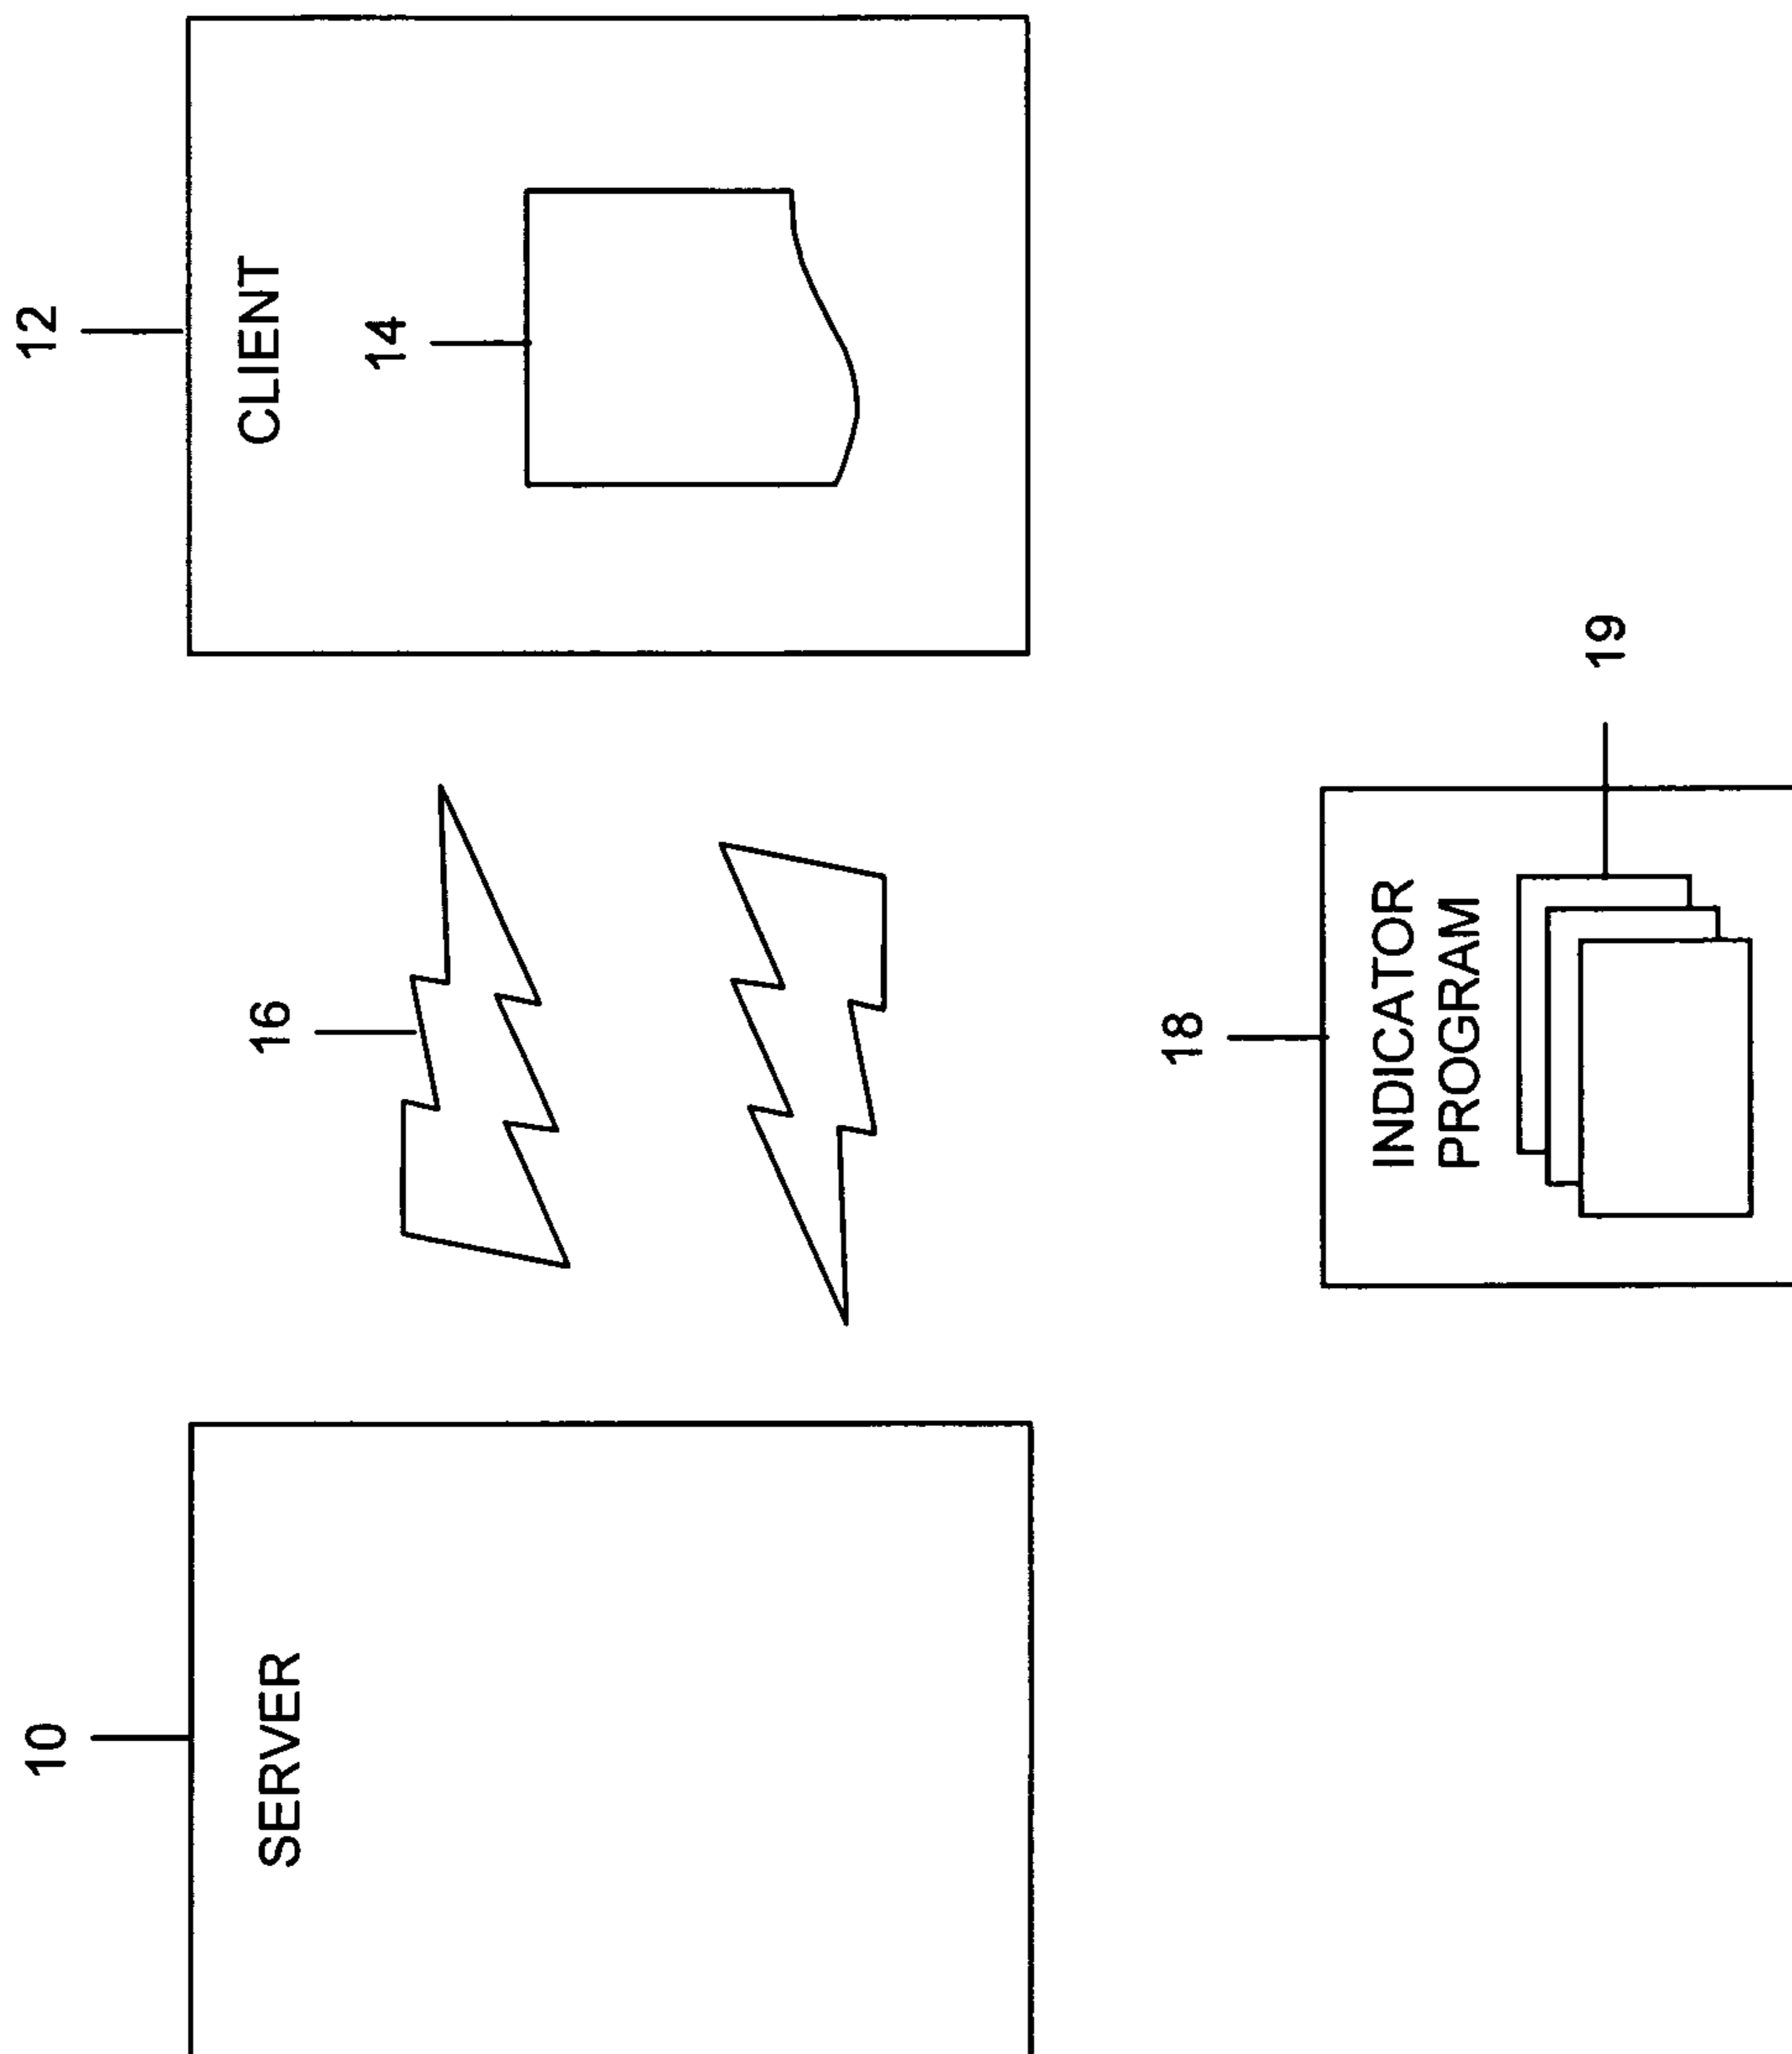 10
SERVER
16
12
CLIENT
14
18
INDICATOR
PROGRAM
19